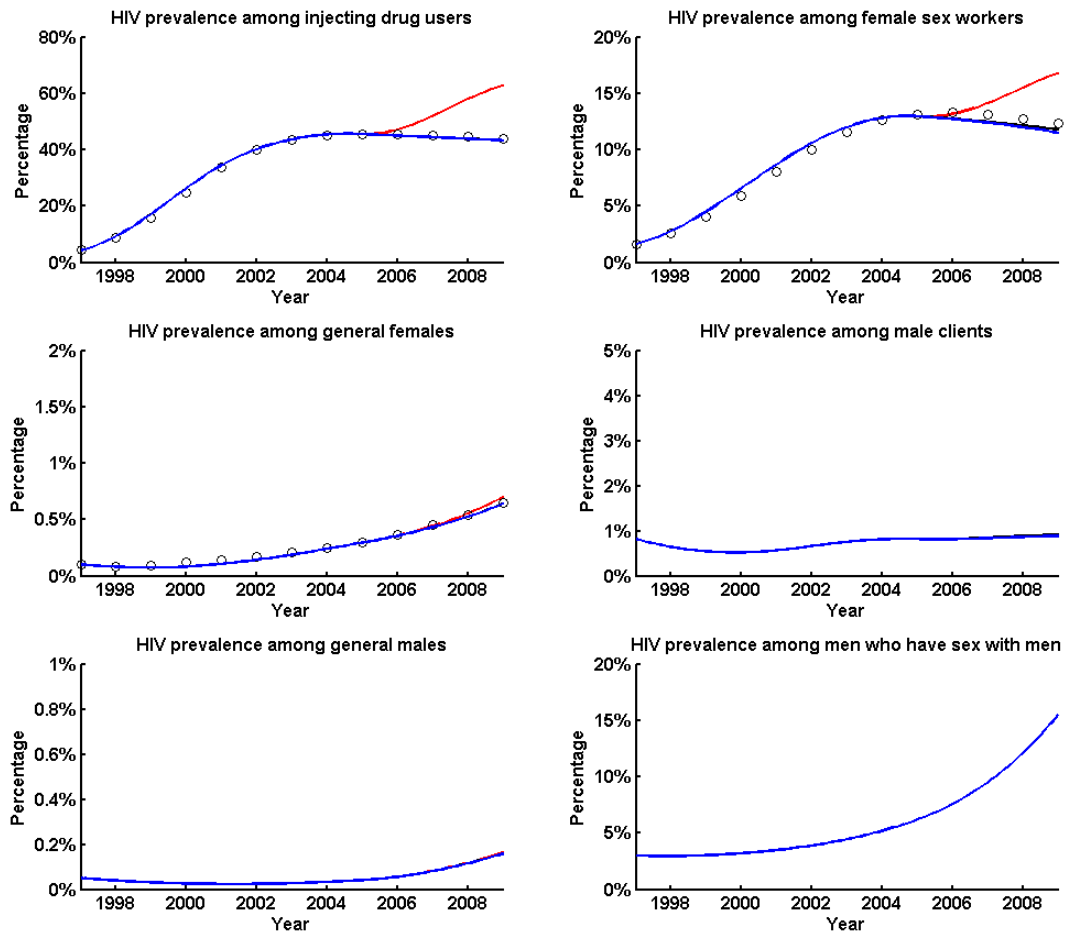 HIV prevalence among injecting drug users
80%
60%
40%
20%
0%
Percentage
1998 2000 2002 2004 2006 2008
Year
HIV prevalence among female sex workers
20%
15%
10%
5%
0%
Percentage
1998 2000 2002 2004 2006 2008
Year
HIV prevalence among general females
2%
1.5%
1%
0.5%
0%
Percentage
1998 2000 2002 2004 2006 2008
Year
HIV prevalence among male clients
5%
4%
3%
2%
1%
0%
Percentage
1998 2000 2002 2004 2006 2008
Year
HIV prevalence among general males
1%
0.8%
0.6%
0.4%
0.2%
0%
Percentage
1998 2000 2002 2004 2006 2008
Year
HIV prevalence among men who have sex with men
20%
15%
10%
5%
0%
Percentage
1998 2000 2002 2004 2006 2008
Year